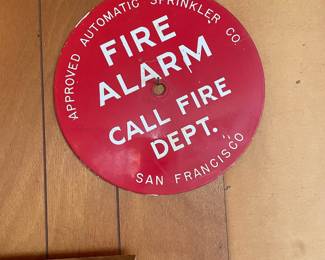 APPROVED AUTOMATIC SPRINKLER CO.
FIRE
ALARM
CALL FIRE
DEPT.
SAN FRANCISCO